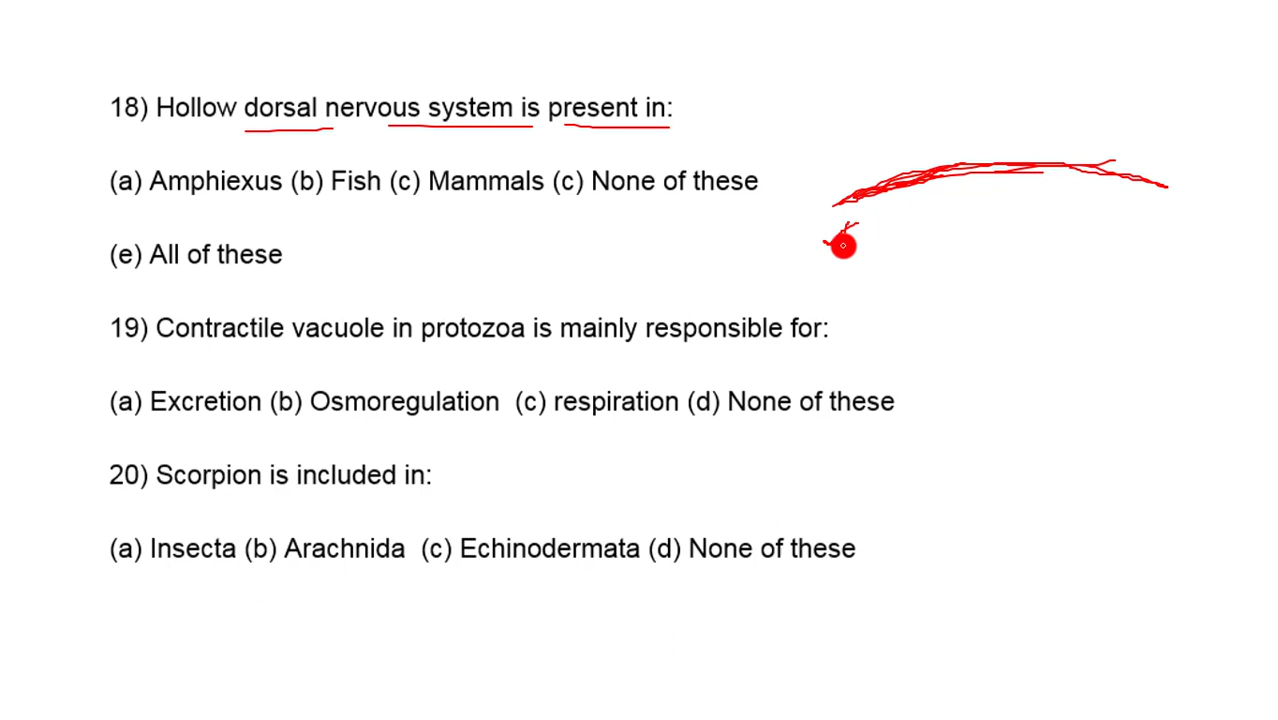 18) Hollow dorsal nervous system is present in:
(a) Amphiexus (b) Fish (c) Mammals (c) None of these
(e) All of these
19) Contractile vacuole in protozoa is mainly responsible for:
(a) Excretion (b) Osmoregulation (c) respiration (d) None of these
20) Scorpion is included in:
(a) Insecta (b) Arachnida (c) Echinodermata (d) None of these